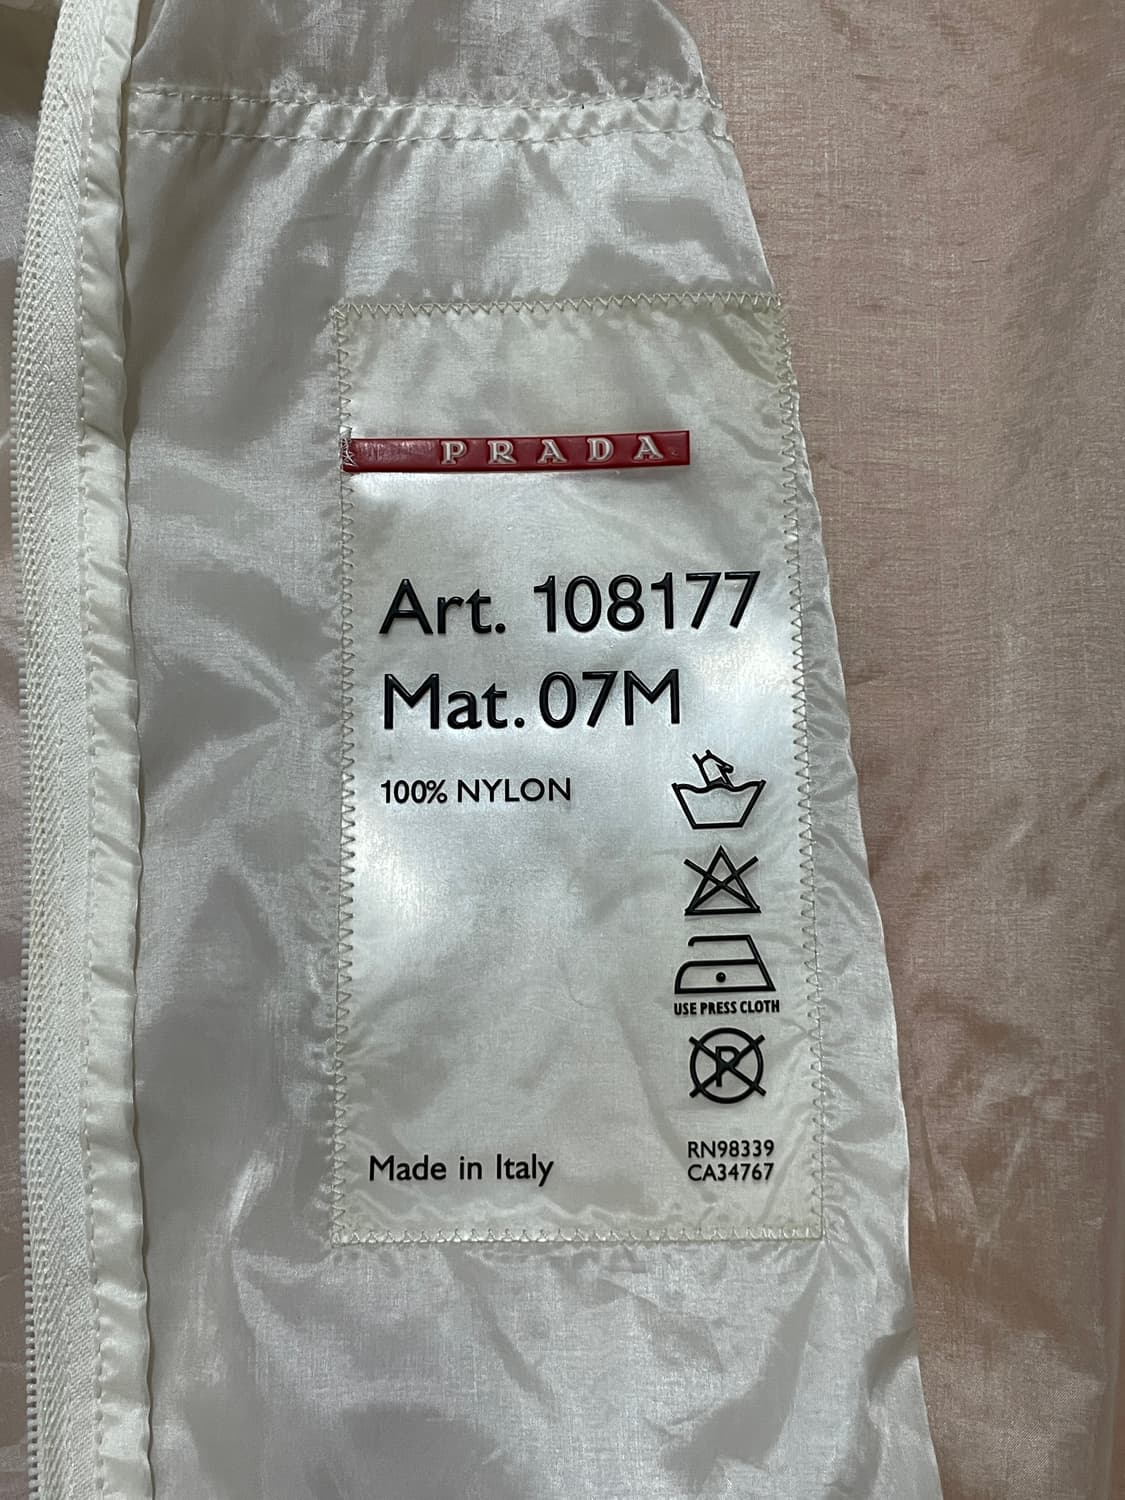 PRADA
Art. 108177
Mat. 07M
100% NYLON
USE PRESS CLOTH
P
Made in Italy
RN98339
CA34767